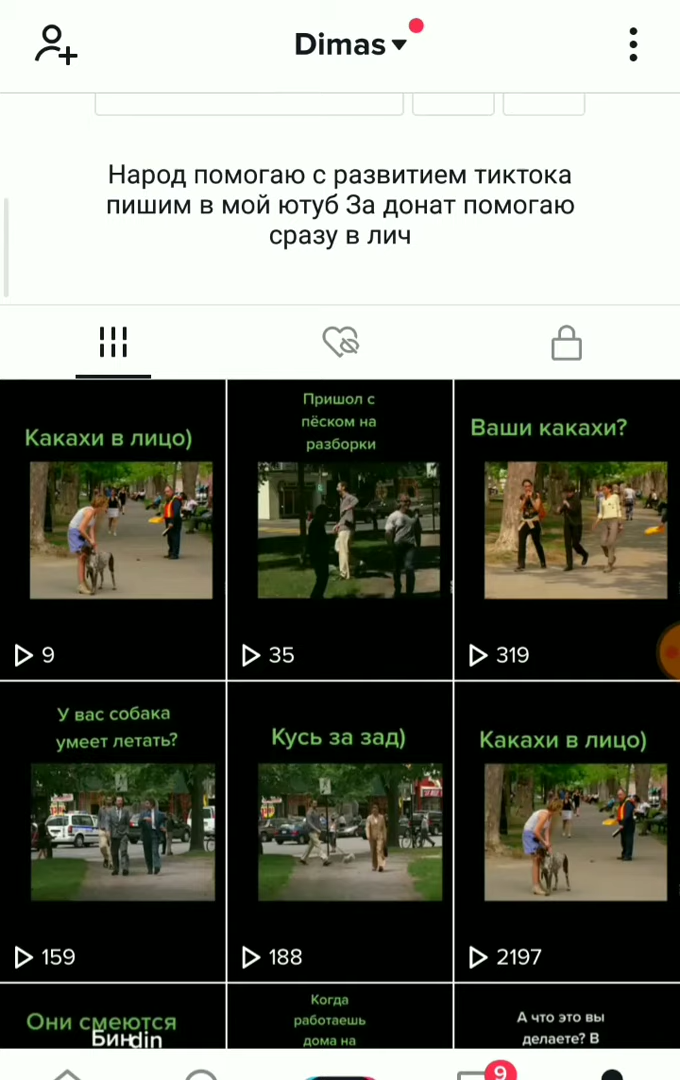 Dimas
Народ помогаю с развитием тиктока
пишим в мой ютуб За донат помогаю
сразу в лич
Какахи в лицо)
9
Пришол с
пёском на
разборки
35
Ваши какахи?
319
У вас собака
умеет летать?
159
Кусь за зад)
188
Какахи в лицо)
2197
Они смеются
Когда
работаешь
дома на
А что это вы
делаете? В
9